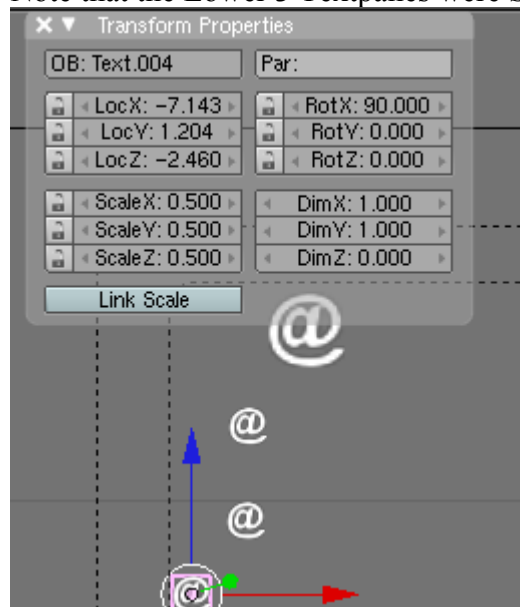 Transform Properties
OB: Text.004
Par:
LocX: -7.143
RotX: 90.000
LocY: 1.204
RotY: 0.000
LocZ: -2.460
RotZ: 0.000
ScaleX: 0.500
DimX: 1.000
ScaleY: 0.500
DimY: 1.000
ScaleZ: 0.500
DimZ: 0.000
Link Scale
@
@
@
@